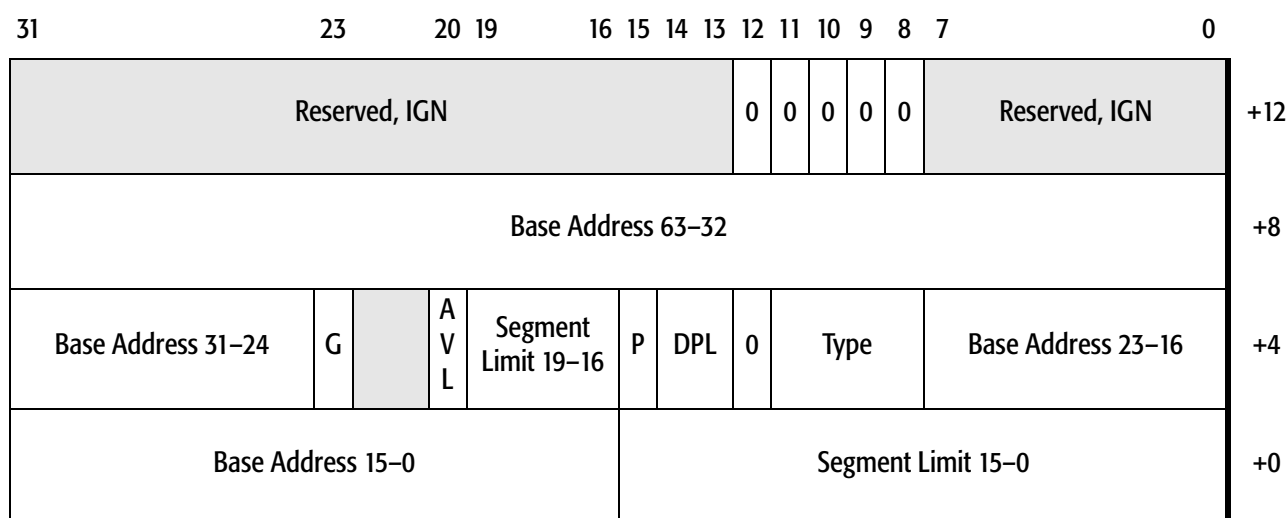 31 23 20 19 16 15 14 13 12 11 10 9 8 7 0
Reserved, IGN 0 0 0 0 0 Reserved, IGN +12
Base Address 63–32 +8
Base Address 31–24 G A V L Segment Limit 19–16 P DPL 0 Type Base Address 23–16 +4
Base Address 15–0 Segment Limit 15–0 +0